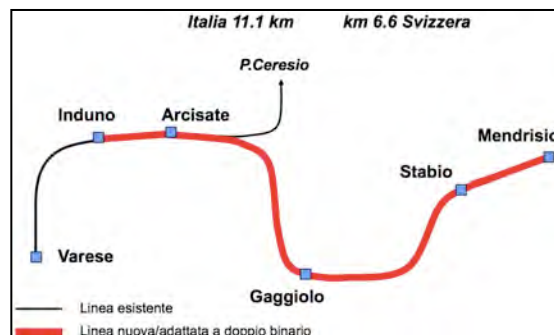 Italia 11.1 km km 6.6 Svizzera
P.Ceresio
Induno Arcisate
Mendrisio
Stabio
Varese
Gaggiolo
Linea esistente
Linea nuova/adattata a doppio binario